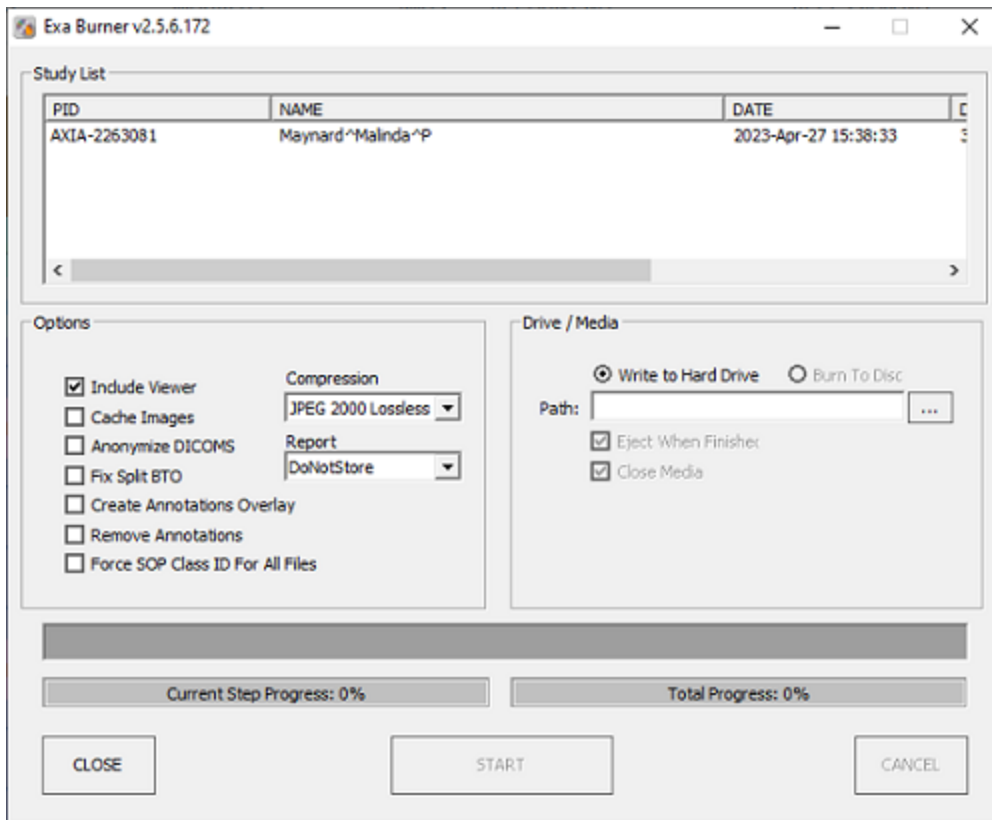 Exa Burner v2.5.6.172
Study List
PID NAME DATE
AXIA-2263081 Maynard^Malinda^P 2023-Apr-27 15:38:33
Options
Include Viewer
Cache Images
Anonymize DICOMS
Fix Split BTO
Create Annotations Overlay
Remove Annotations
Force SOP Class ID For All Files
Compression
JPEG 2000 Lossless
Report
DoNotStore
Drive / Media
Write to Hard Drive Burn To Disc
Path: ...
Eject When Finished
Close Media
Current Step Progress: 0% Total Progress: 0%
CLOSE START CANCEL